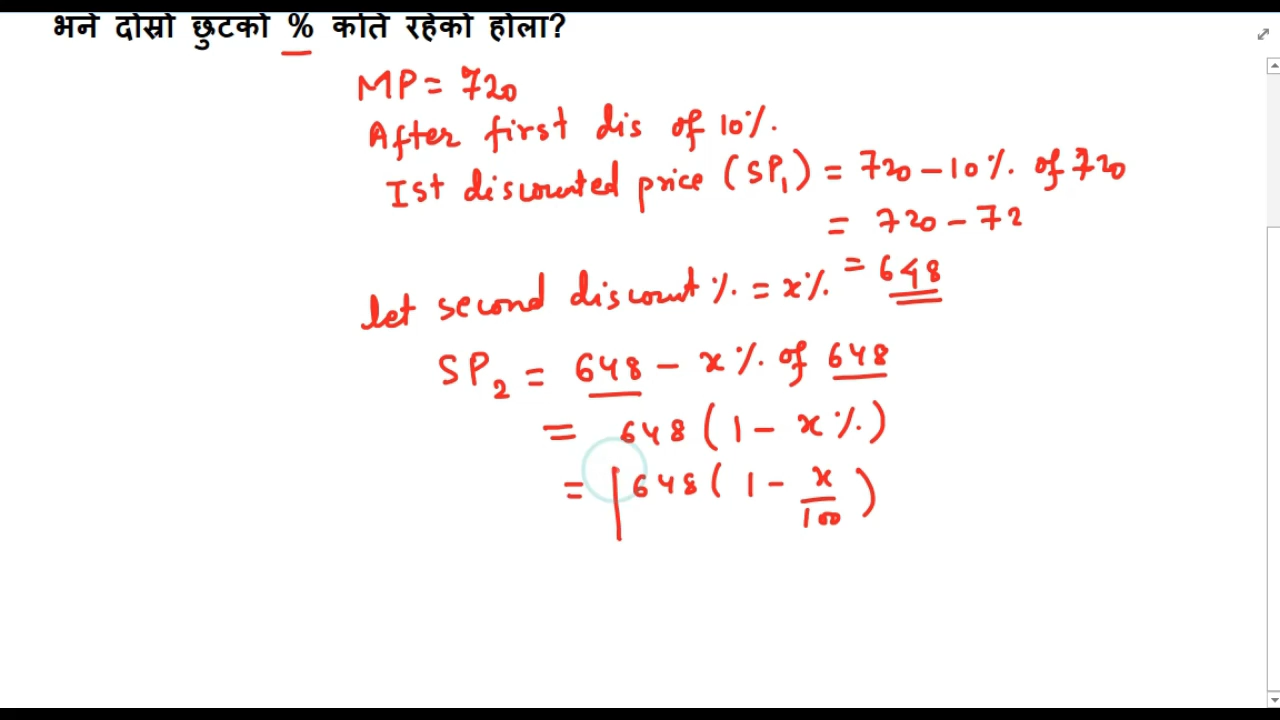 भने दोस्रो छुटको % कति रहेको होला?
MP = 720
After first dis of 10%.
Ist discounted price (SP₁) = 720 - 10% of 720
= 720 - 72
= 648
let second discount % = x%
SP₂ = 648 - x% of 648
= 648 (1 - x%)
= 648 (1 - x/100)